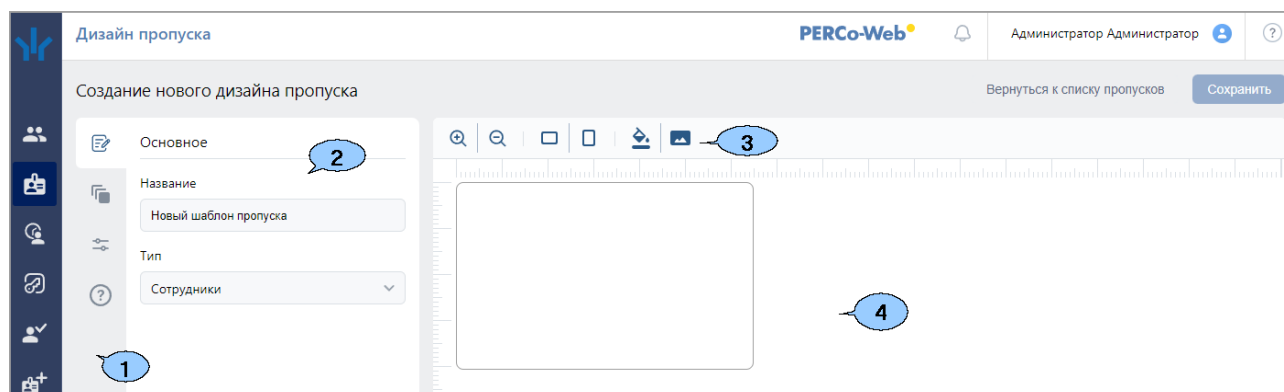 Дизайн пропуска
PERCo-Web
Администратор Администратор
?
Создание нового дизайна пропуска
Вернуться к списку пропусков
Сохранить
Основное
2
3
Название
Новый шаблон пропуска
Тип
Сотрудники
?
4
1